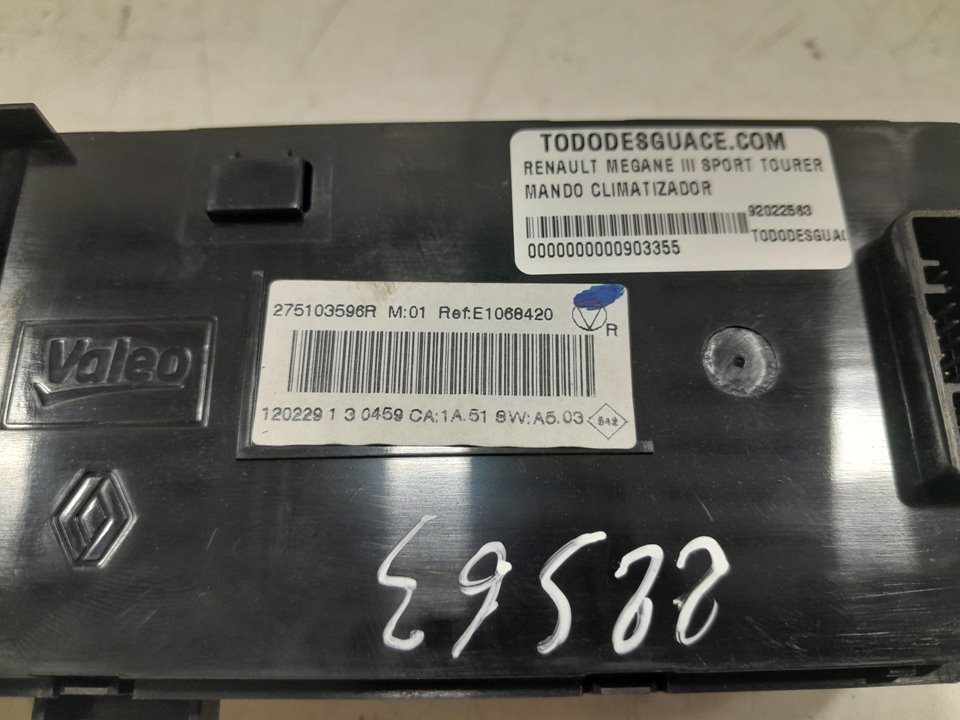 TODODESGUACE.COM
RENAULT MEGANE III SPORT TOURER
MANDO CLIMATIZADOR
92022563
0000000000903355
TODODESGUAC
275103596R M:01 Ref:E1068420
R
120229 1 3 0459 CA:1A.51 SW:A5.03
Valeo
22563